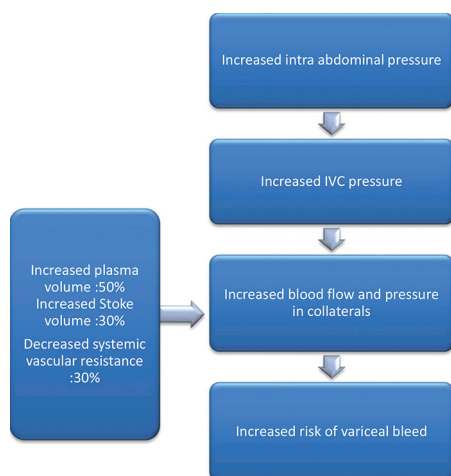 Increased intra abdominal pressure
Increased IVC pressure
Increased plasma
volume :50%
Increased Stoke
volume :30%
Decreased systemic
vascular resistance
:30%
Increased blood flow and pressure
in collaterals
Increased risk of variceal bleed